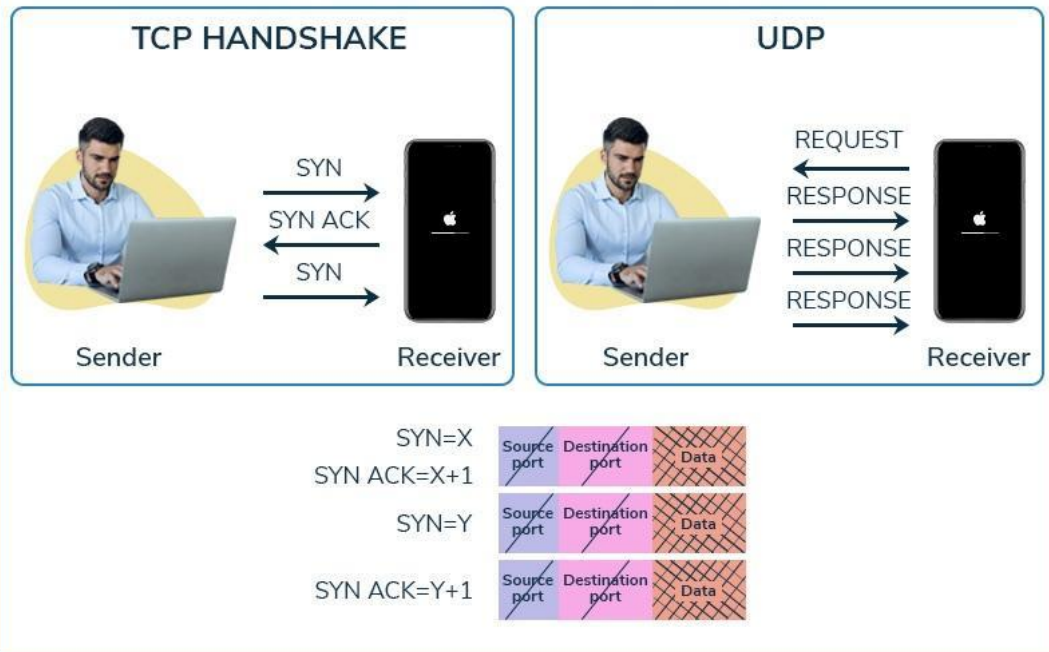 TCP HANDSHAKE
SYN
SYN ACK
SYN
Sender
Receiver
UDP
REQUEST
RESPONSE
RESPONSE
RESPONSE
Sender
Receiver
SYN=X
SYN ACK=X+1
SYN=Y
SYN ACK=Y+1
Source
port
Destination
port
Data
Source
port
Destination
port
Data
Source
port
Destination
port
Data